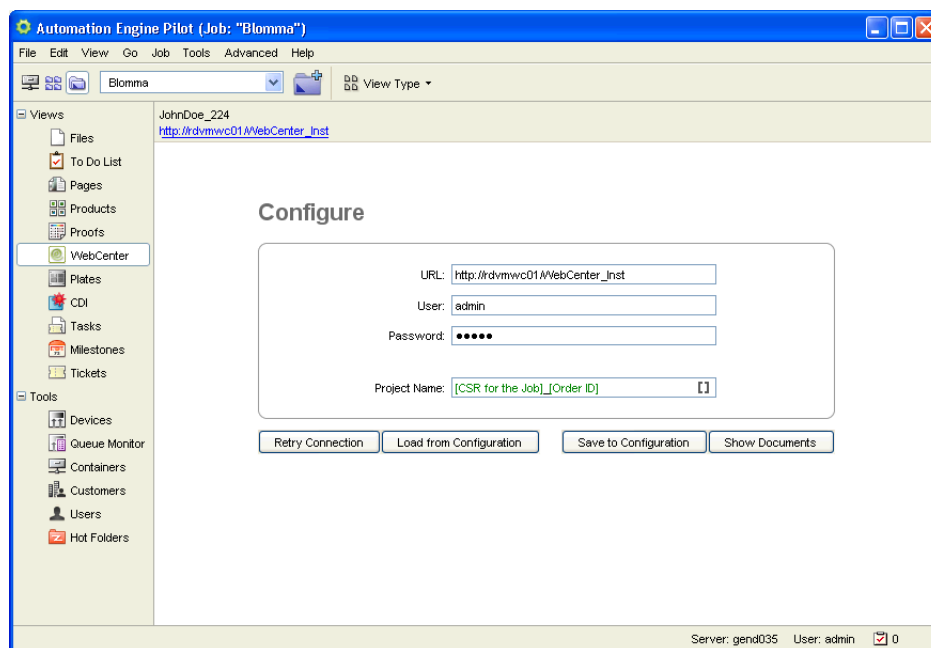 Automation Engine Pilot (Job: "Blomma")
File Edit View Go Job Tools Advanced Help
Blomma View Type
Views
Files
To Do List
Pages
Products
Proofs
WebCenter
Plates
CDI
Tasks
Milestones
Tickets
Tools
Devices
Queue Monitor
Containers
Customers
Users
Hot Folders
JohnDoe_224
http://rdvmwc01/WebCenter_Inst
Configure
URL: http://rdvmwc01/WebCenter_Inst
User: admin
Password: ●●●●●
Project Name: [CSR for the Job]_[Order ID] []
Retry Connection Load from Configuration Save to Configuration Show Documents
Server: gend035 User: admin 0